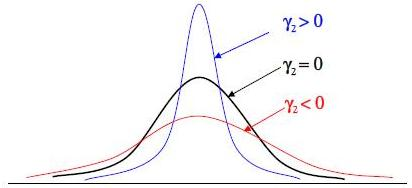 γ₂ > 0
γ₂ = 0
γ₂ < 0